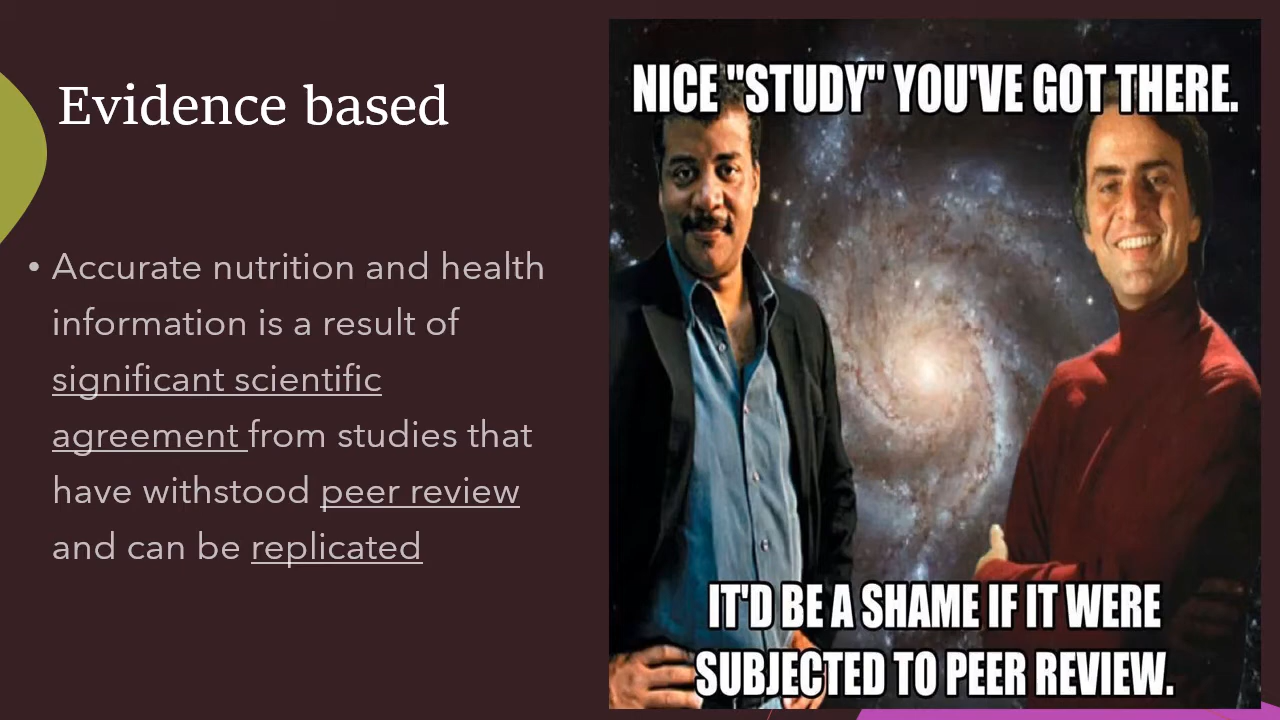 Evidence based
• Accurate nutrition and health
information is a result of
significant scientific
agreement from studies that
have withstood peer review
and can be replicated
NICE "STUDY" YOU'VE GOT THERE.
IT'D BE A SHAME IF IT WERE
SUBJECTED TO PEER REVIEW.